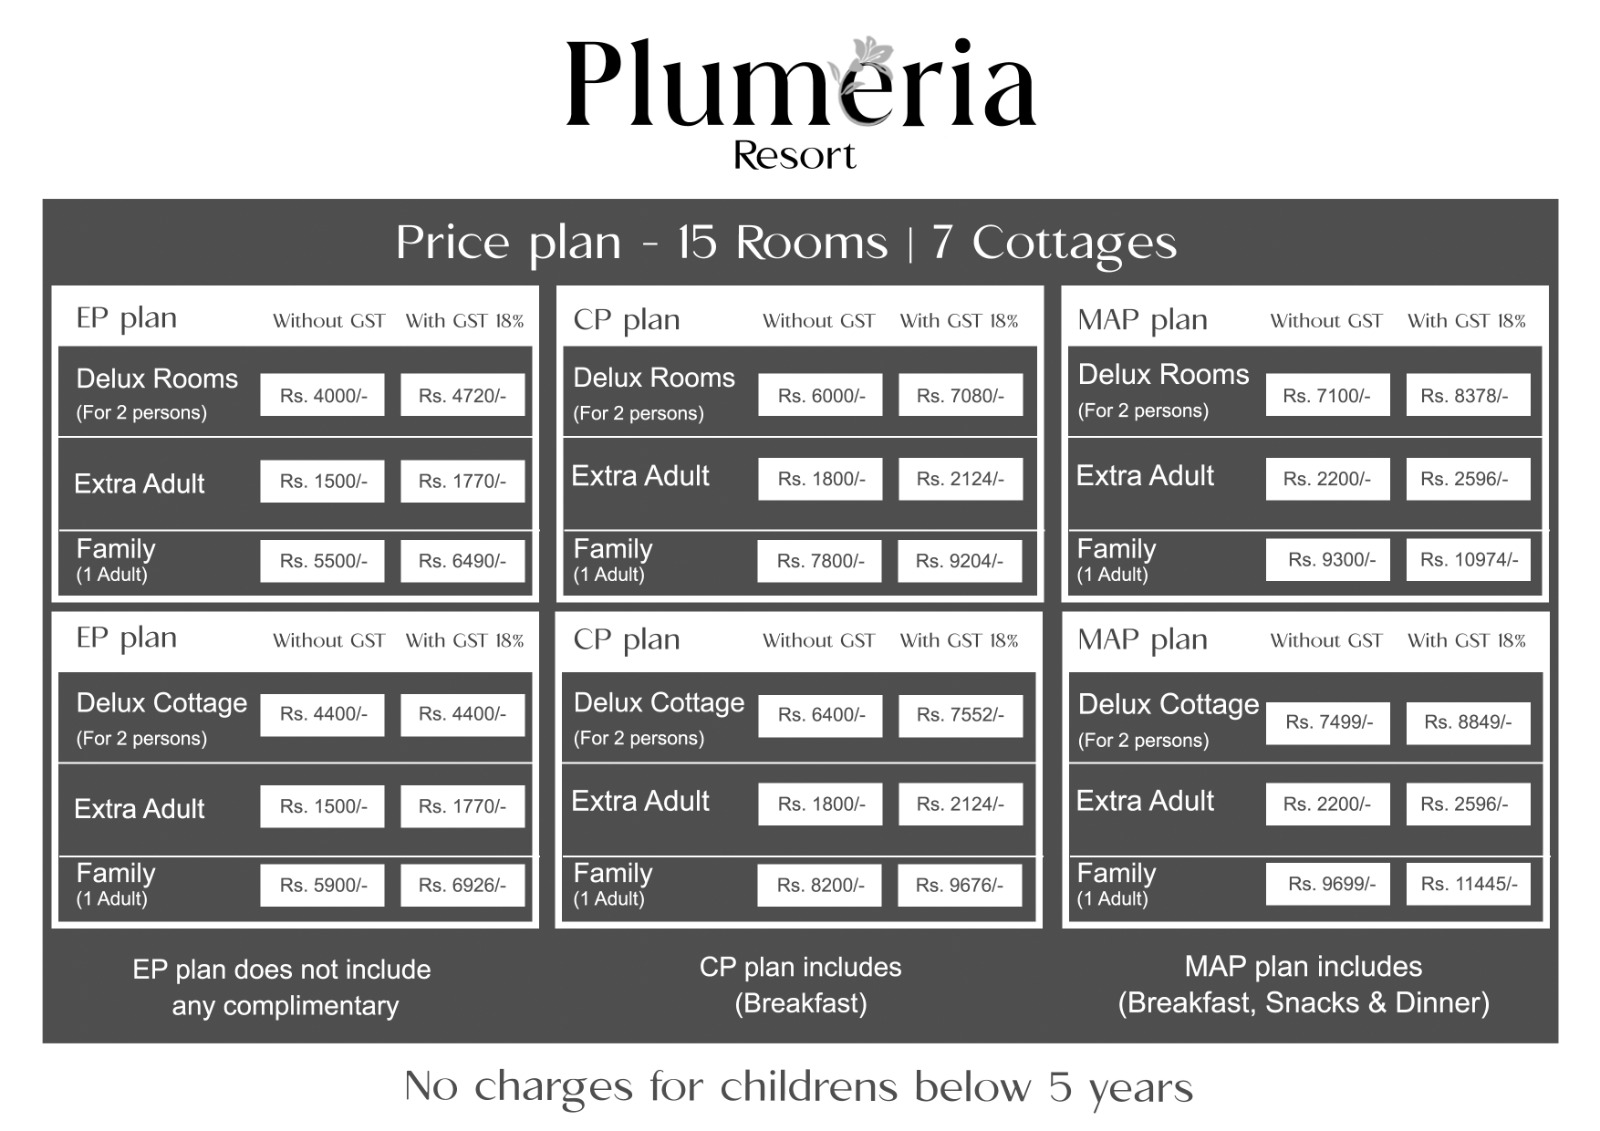 Plumeria
Resort
Price plan - 15 Rooms | 7 Cottages
EP plan Without GST With GST 18%
Delux Rooms
(For 2 persons)
Rs. 4000/- Rs. 4720/-
Extra Adult Rs. 1500/- Rs. 1770/-
Family
(1 Adult)
Rs. 5500/- Rs. 6490/-
CP plan Without GST With GST 18%
Delux Rooms
(For 2 persons)
Rs. 6000/- Rs. 7080/-
Extra Adult Rs. 1800/- Rs. 2124/-
Family
(1 Adult)
Rs. 7800/- Rs. 9204/-
MAP plan Without GST With GST 18%
Delux Rooms
(For 2 persons)
Rs. 7100/- Rs. 8378/-
Extra Adult Rs. 2200/- Rs. 2596/-
Family
(1 Adult)
Rs. 9300/- Rs. 10974/-
EP plan Without GST With GST 18%
Delux Cottage
(For 2 persons)
Rs. 4400/- Rs. 4400/-
Extra Adult Rs. 1500/- Rs. 1770/-
Family
(1 Adult)
Rs. 5900/- Rs. 6926/-
CP plan Without GST With GST 18%
Delux Cottage
(For 2 persons)
Rs. 6400/- Rs. 7552/-
Extra Adult Rs. 1800/- Rs. 2124/-
Family
(1 Adult)
Rs. 8200/- Rs. 9676/-
MAP plan Without GST With GST 18%
Delux Cottage
(For 2 persons)
Rs. 7499/- Rs. 8849/-
Extra Adult Rs. 2200/- Rs. 2596/-
Family
(1 Adult)
Rs. 9699/- Rs. 11445/-
EP plan does not include
any complimentary
CP plan includes
(Breakfast)
MAP plan includes
(Breakfast, Snacks & Dinner)
No charges for childrens below 5 years